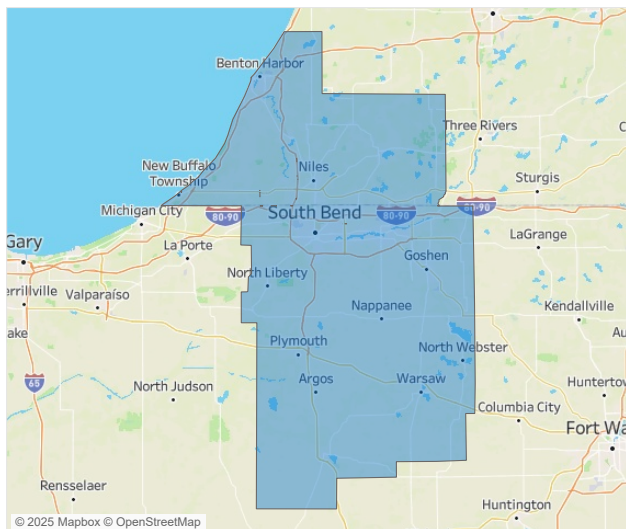 Benton Harbor
Three Rivers
C
New Buffalo
Township
Niles
Sturgis
Michigan City
80-90
South Bend
80-90
80-90
Gary
La Porte
Goshen
LaGrange
North Liberty
errillville
Valparaíso
Nappanee
Kendallville
ake
Au
Plymouth
North Webster
65
North Judson
Argos
Warsaw
Huntertow
Columbia City
Fort Wa
Rensselaer
Huntington
© 2025 Mapbox © OpenStreetMap